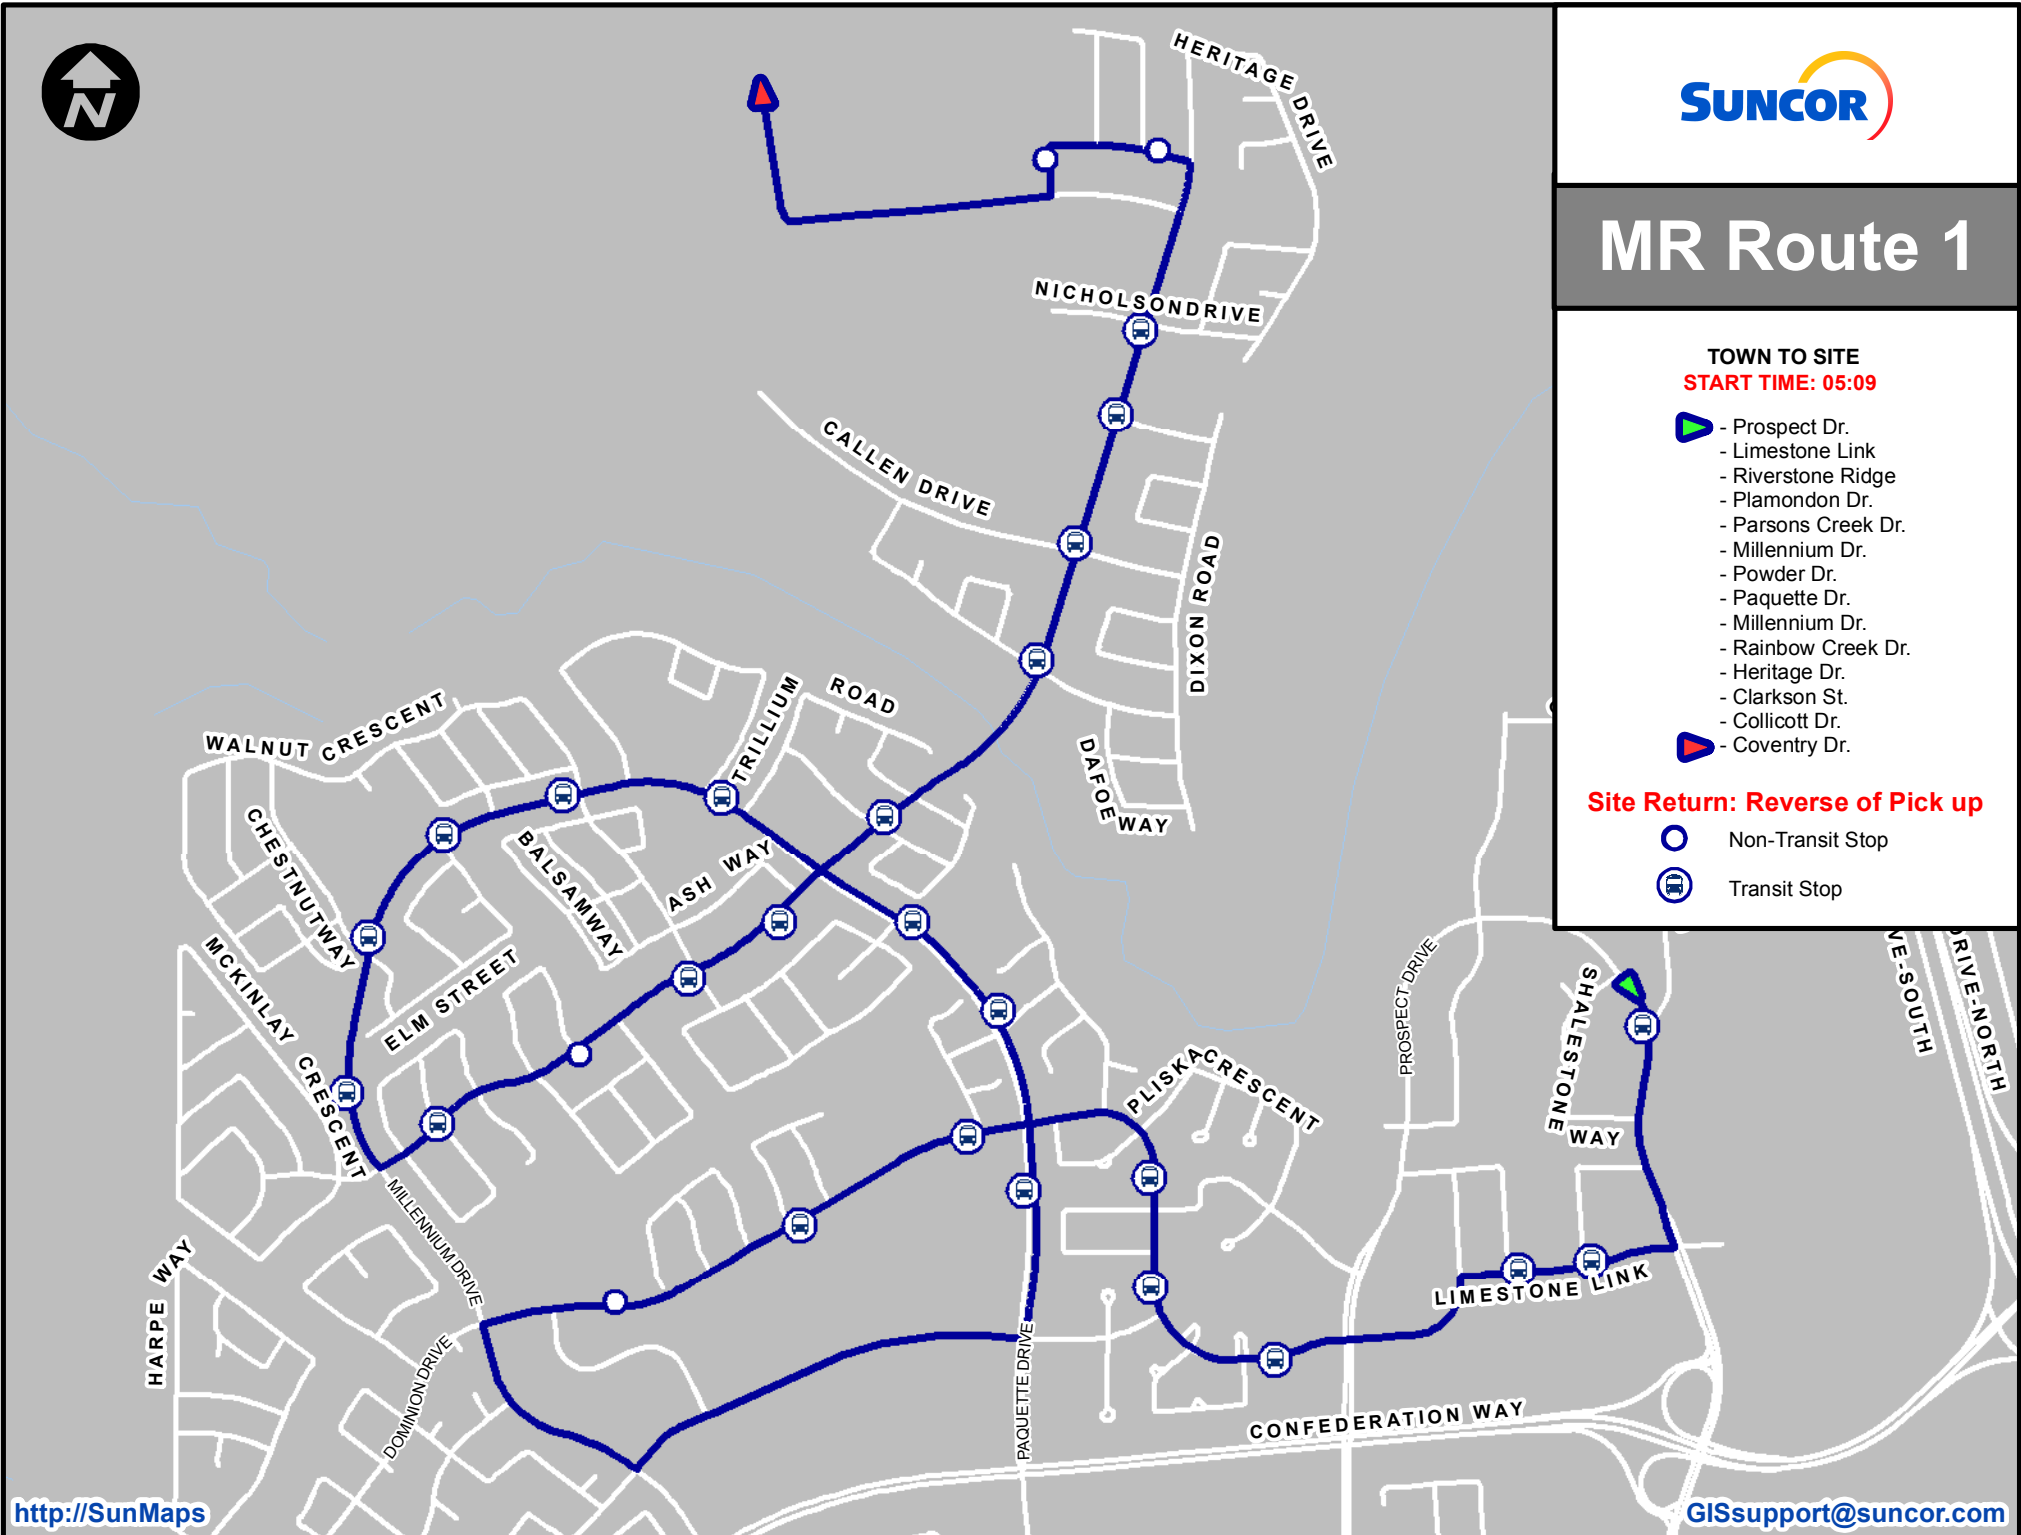 N
HERITAGE DRIVE
SUNCOR
MR Route 1
NICHOLSONDRIVE
TOWN TO SITE
START TIME: 05:09
- Prospect Dr.
- Limestone Link
- Riverstone Ridge
- Plamondon Dr.
- Parsons Creek Dr.
- Millennium Dr.
- Powder Dr.
- Paquette Dr.
- Millennium Dr.
- Rainbow Creek Dr.
- Heritage Dr.
- Clarkson St.
- Collicott Dr.
- Coventry Dr.
Site Return: Reverse of Pick up
Non-Transit Stop
Transit Stop
CALLEN DRIVE
DIXON ROAD
TRILLIUM ROAD
WALNUT CRESCENT
DAFOE WAY
CHESTNUTWAY
BALSAMWAY
ASH WAY
ELM STREET
MCKINLAY CRESCENT
PROSPECT DRIVE
SHALESTONE WAY
VE-SOUTH
DRIVE-NORTH
PLISKA CRESCENT
MILLENNIUM DRIVE
HARPE WAY
LIMESTONE LINK
DOMINION DRIVE
PAQUETTE DRIVE
CONFEDERATION WAY
http://SunMaps
GISsupport@suncor.com